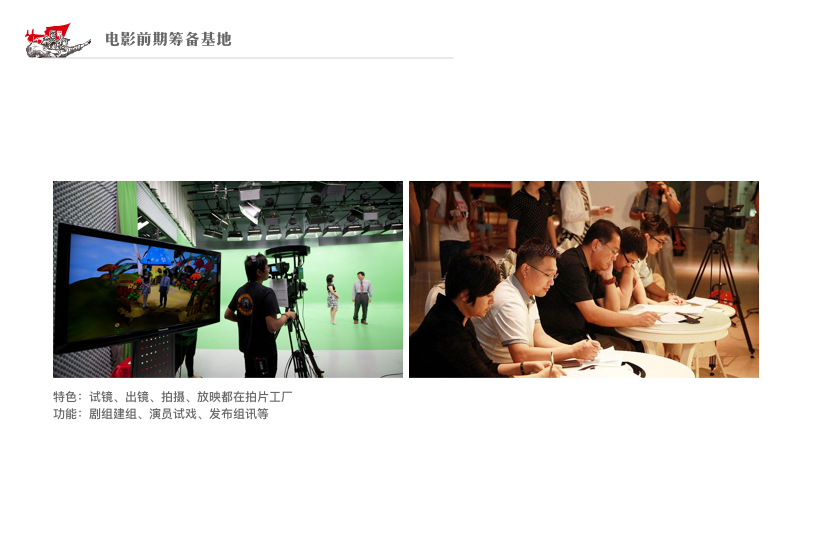 电影前期筹备基地
特色：试镜、出镜、拍摄、放映都在拍片工厂
功能：剧组建组、演员试戏、发布组讯等